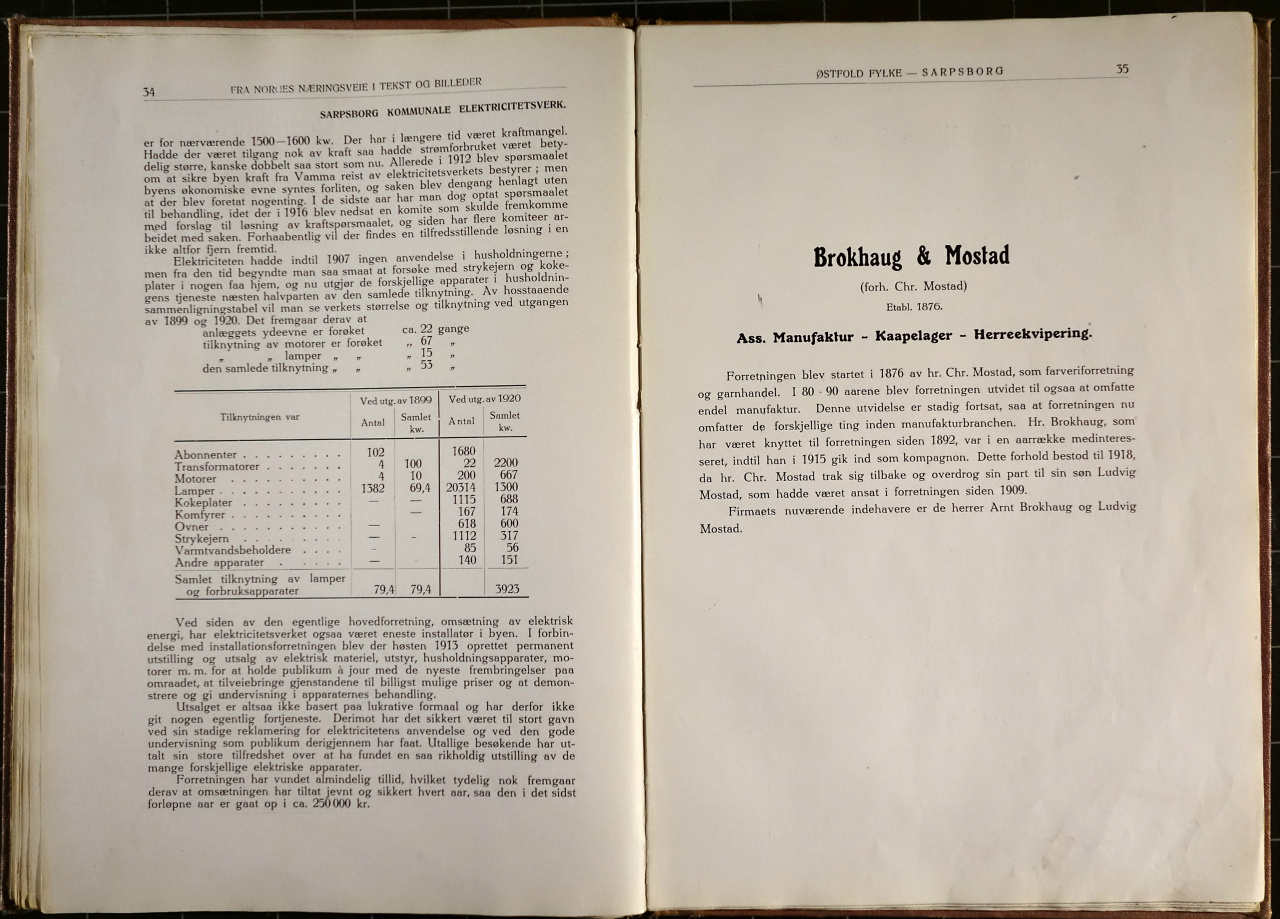 34 FRA NORGES NÆRINGSVEIE I TEKST OG BILLEDER
SARPSBORG KOMMUNALE ELEKTRICITETSVERK.
er for nærværende 1500—1600 kw. Der har i længere tid været kraftmangel.
Hadde der været tilgang nok av kraft saa hadde strømforbruket været bety-
delig større, kanske dobbelt saa stort som nu. Allerede i 1912 blev spørsmaalet
om at sikre byen kraft fra Vamma reist av elektricitetsverkets bestyrer; men
byens økonomiske evne syntes forliten, og saken blev dengang henlagt uten
at der blev foretat nogenting. I de sidste aar har man dog optat spørsmaalet
til behandling, idet der i 1916 blev nedsat en komite som skulde fremkomme
med forslag til løsning av kraftspørsmaalet, og siden har flere komiteer ar-
beidet med saken. Forhaabentlig vil der findes en tilfredsstillende løsning i en
ikke altfor fjern fremtid.
Elektriciteten hadde indtil 1907 ingen anvendelse i husholdningerne;
men fra den tid begyndte man saa smaat at forsøke med strykejern og koke-
plater i nogen faa hjem, og nu utgjør de forskjellige apparater i husholdnin-
gens tjeneste næsten halvparten av den samlede tilknytning. Av hosstaaende
sammenligningstabel vil man se verkets størrelse og tilknytning ved utgangen
av 1899 og 1920. Det fremgaar derav at
anlæggets ydeevne er forøket ca. 22 gange
tilknytning av motorer er forøket „ 67 „
„ „ lamper „ „ „ 15 „
den samlede tilknytning „ „ „ 53 „
Tilknytningen var Ved utg. av 1899 Ved utg. av 1920
Antal Samlet kw. Antal Samlet kw.
Abonnenter . . . . . . . . . 102 1680
Transformatorer . . . . . . . 4 100 22 2200
Motorer . . . . . . . . . . 4 10 200 667
Lamper . . . . . . . . . . . 1382 69,4 20314 1300
Kokeplater . . . . . . . . . — — 1115 688
Komfyrer . . . . . . . . . . — 167 174
Ovner . . . . . . . . . . . — 618 600
Strykejern . . . . . . . . . — - 1112 317
Varmtvandsbeholdere . . . . - 85 56
Andre apparater . . . . . — 140 151
Samlet tilknytning av lamper
og forbruksapparater 79,4 79,4 3923
Ved siden av den egentlige hovedforretning, omsætning av elektrisk
energi, har elektricitetsverket ogsaa været eneste installatør i byen. I forbin-
delse med installationsforretningen blev der høsten 1913 oprettet permanent
utstilling og utsalg av elektrisk materiel, utstyr, husholdningsapparater, mo-
torer m. m. for at holde publikum à jour med de nyeste frembringelser paa
omraadet, at tilveiebringe gjenstandene til billigst mulige priser og at demon-
strere og gi undervisning i apparaternes behandling.
Utsalget er altsaa ikke basert paa lukrative formaal og har derfor ikke
git nogen egentlig fortjeneste. Derimot har det sikkert været til stort gavn
ved sin stadige reklamering for elektricitetens anvendelse og ved den gode
undervisning som publikum derigjennem har faat. Utallige besøkende har ut-
talt sin store tilfredshet over at ha fundet en saa rikholdig utstilling av de
mange forskjellige elektriske apparater.
Forretningen har vundet almindelig tillid, hvilket tydelig nok fremgaar
derav at omsætningen har tiltat jevnt og sikkert hvert aar, saa den i det sidst
forløpne aar er gaat op i ca. 250 000 kr.
ØSTFOLD FYLKE — SARPSBORG 35
Brokhaug & Mostad
(forh. Chr. Mostad)
Etabl. 1876.
Ass. Manufaktur - Kaapelager - Herreekvipering.
Forretningen blev startet i 1876 av hr. Chr. Mostad, som farveriforretning
og garnhandel. I 80 - 90 aarene blev forretningen utvidet til ogsaa at omfatte
endel manufaktur. Denne utvidelse er stadig fortsat, saa at forretningen nu
omfatter de forskjellige ting inden manufakturbranchen. Hr. Brokhaug, som
har været knyttet til forretningen siden 1892, var i en aarrække medinteres-
seret, indtil han i 1915 gik ind som kompagnon. Dette forhold bestod til 1918,
da hr. Chr. Mostad trak sig tilbake og overdrog sin part til sin søn Ludvig
Mostad, som hadde været ansat i forretningen siden 1909.
Firmaets nuværende indehavere er de herrer Arnt Brokhaug og Ludvig
Mostad.